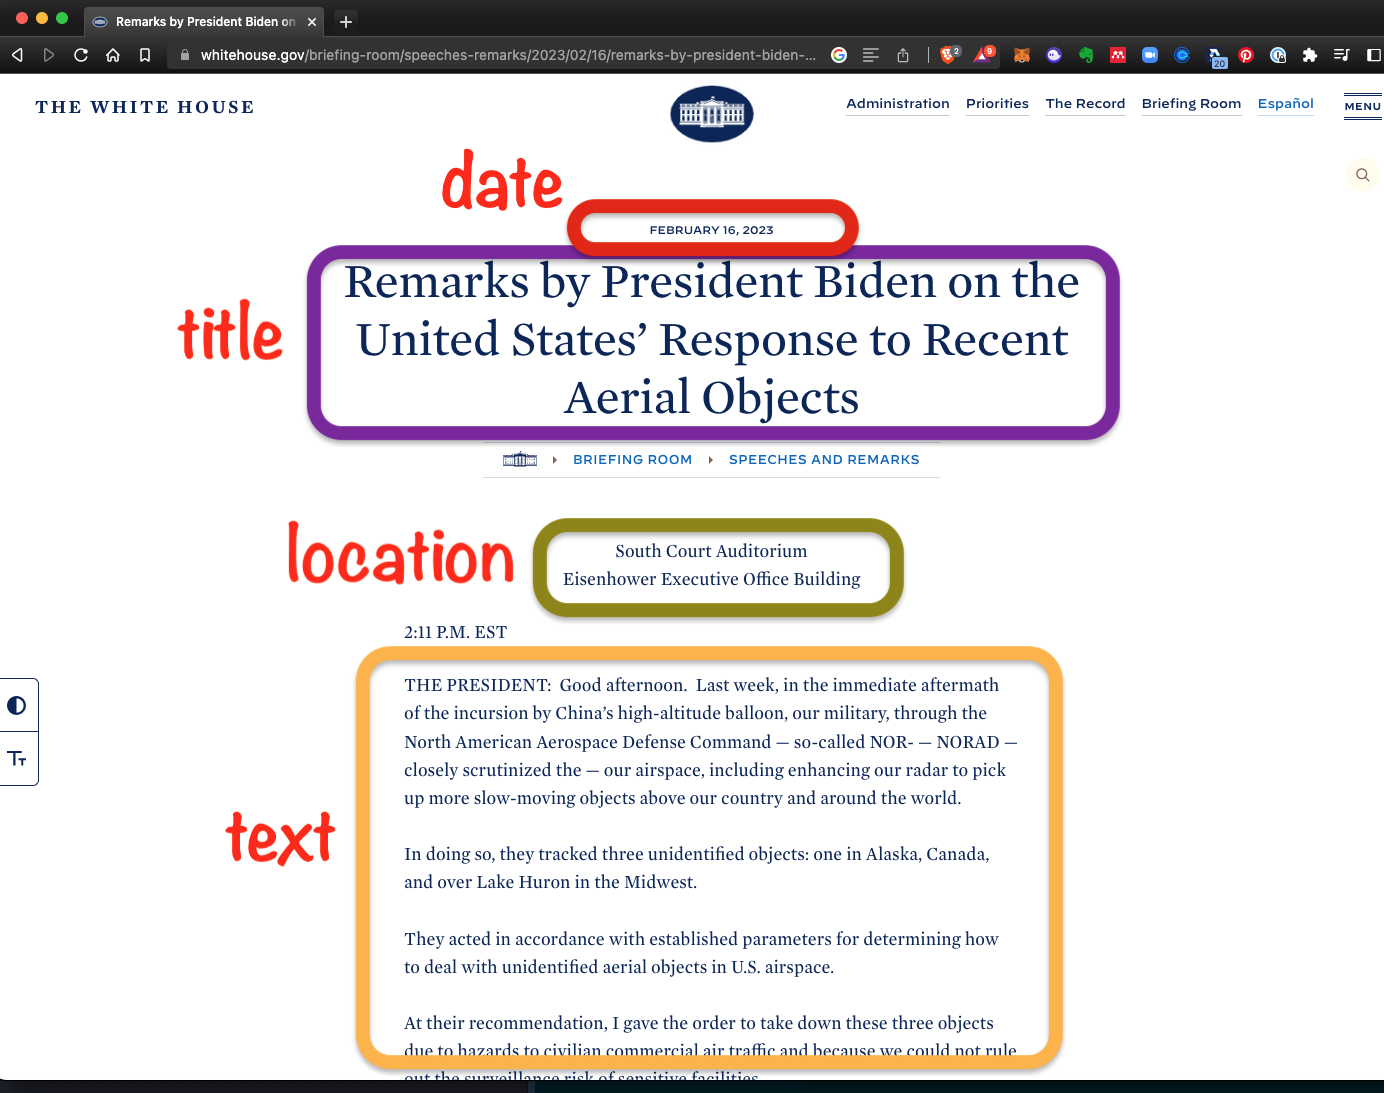 Remarks by President Biden on
whitehouse.gov/briefing-room/speeches-remarks/2023/02/16/remarks-by-president-biden-...
2
9
20
THE WHITE HOUSE
Administration
Priorities
The Record
Briefing Room
Español
MENU
date
FEBRUARY 16, 2023
title
Remarks by President Biden on the
United States’ Response to Recent
Aerial Objects
BRIEFING ROOM
SPEECHES AND REMARKS
location
South Court Auditorium
Eisenhower Executive Office Building
2:11 P.M. EST
text
THE PRESIDENT:  Good afternoon.  Last week, in the immediate aftermath
of the incursion by China’s high-altitude balloon, our military, through the
North American Aerospace Defense Command — so-called NOR- — NORAD —
closely scrutinized the — our airspace, including enhancing our radar to pick
up more slow-moving objects above our country and around the world.
In doing so, they tracked three unidentified objects: one in Alaska, Canada,
and over Lake Huron in the Midwest.
They acted in accordance with established parameters for determining how
to deal with unidentified aerial objects in U.S. airspace.
At their recommendation, I gave the order to take down these three objects
due to hazards to civilian commercial air traffic and because we could not rule
out the surveillance risk of sensitive facilities.
Tт